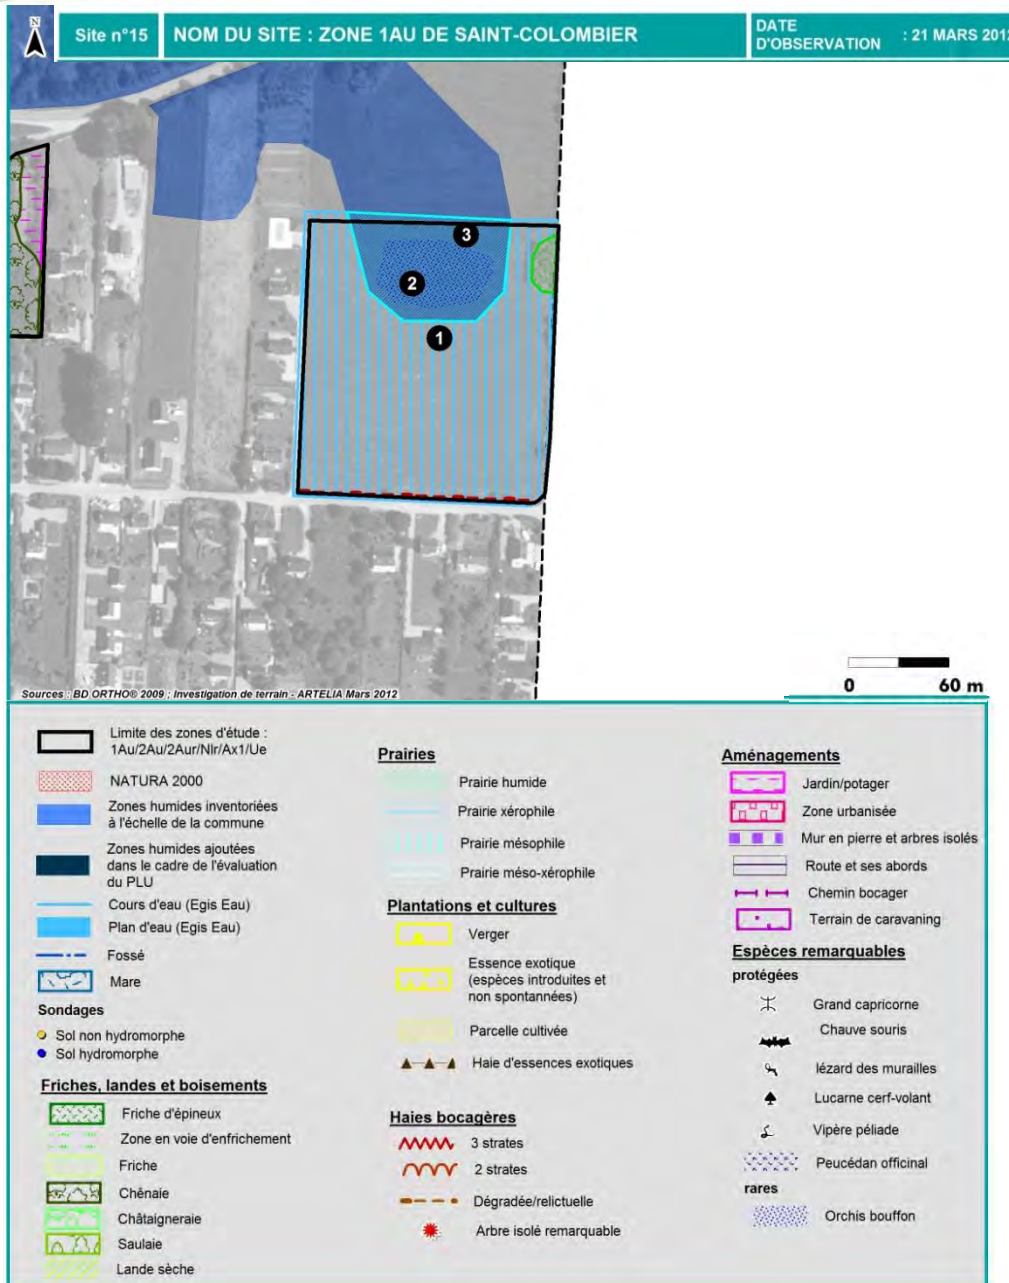 N
Site n°15
NOM DU SITE : ZONE 1AU DE SAINT-COLOMBIER
DATE
D'OBSERVATION
: 21 MARS 2012
3
2
1
Sources : BD ORTHO® 2009 ; Investigation de terrain - ARTELIA Mars 2012
0 60 m
Limite des zones d'étude :
1Au/2Au/2Aur/Nlr/Ax1/Ue
NATURA 2000
Zones humides inventoriées
à l'échelle de la commune
Zones humides ajoutées
dans le cadre de l'évaluation
du PLU
Cours d'eau (Egis Eau)
Plan d'eau (Egis Eau)
Fossé
Mare
Sondages
Sol non hydromorphe
Sol hydromorphe
Friches, landes et boisements
Friche d'épineux
Zone en voie d'enfrichement
Friche
Chênaie
Châtaigneraie
Saulaie
Lande sèche
Prairies
Prairie humide
Prairie xérophile
Prairie mésophile
Prairie méso-xérophile
Plantations et cultures
Verger
Essence exotique
(espèces introduites et
non spontannées)
Parcelle cultivée
Haie d'essences exotiques
Haies bocagères
3 strates
2 strates
Dégradée/relictuelle
Arbre isolé remarquable
Aménagements
Jardin/potager
Zone urbanisée
Mur en pierre et arbres isolés
Route et ses abords
Chemin bocager
Terrain de caravaning
Espèces remarquables
protégées
Grand capricorne
Chauve souris
lézard des murailles
Lucarne cerf-volant
Vipère péliade
Peucédan officinal
rares
Orchis bouffon